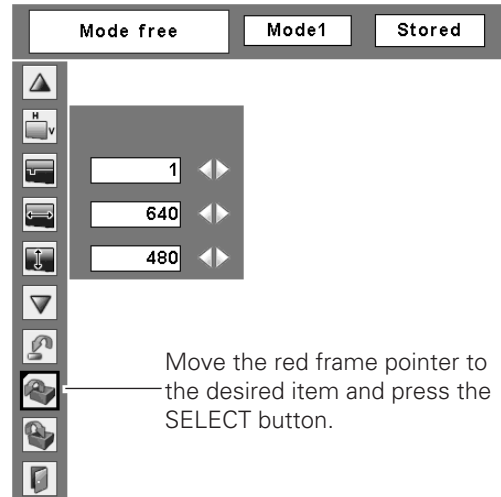 Mode free Mode1 Stored
H
V
1
640
480
Move the red frame pointer to
the desired item and press the
SELECT button.